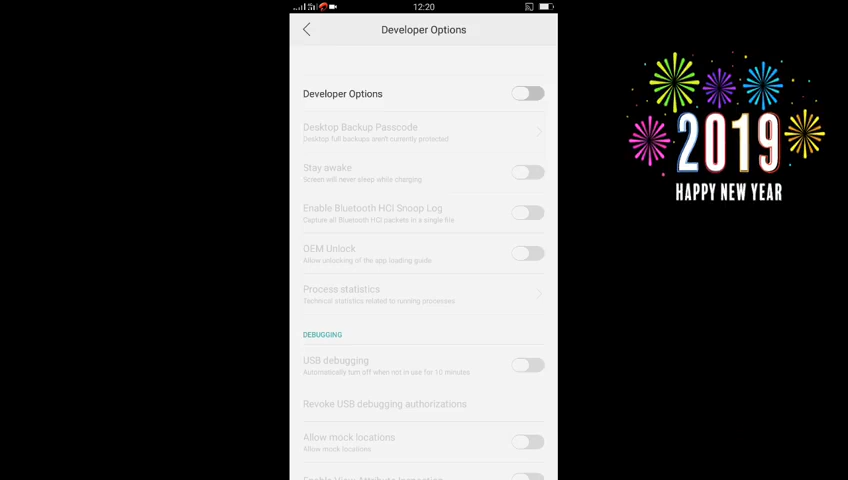 12:20
Developer Options
Developer Options
Desktop Backup Passcode
Desktop full backups aren't currently protected
Stay awake
Screen will never sleep while charging
Enable Bluetooth HCI Snoop Log
Capture all Bluetooth HCI packets in a single file
OEM Unlock
Allow unlocking of the app loading guide
Process statistics
Technical statistics related to running processes
DEBUGGING
USB debugging
Automatically turn off when not in use for 10 minutes
Revoke USB debugging authorizations
Allow mock locations
Allow mock locations
Enable View Attribute Inspection
2019
HAPPY NEW YEAR